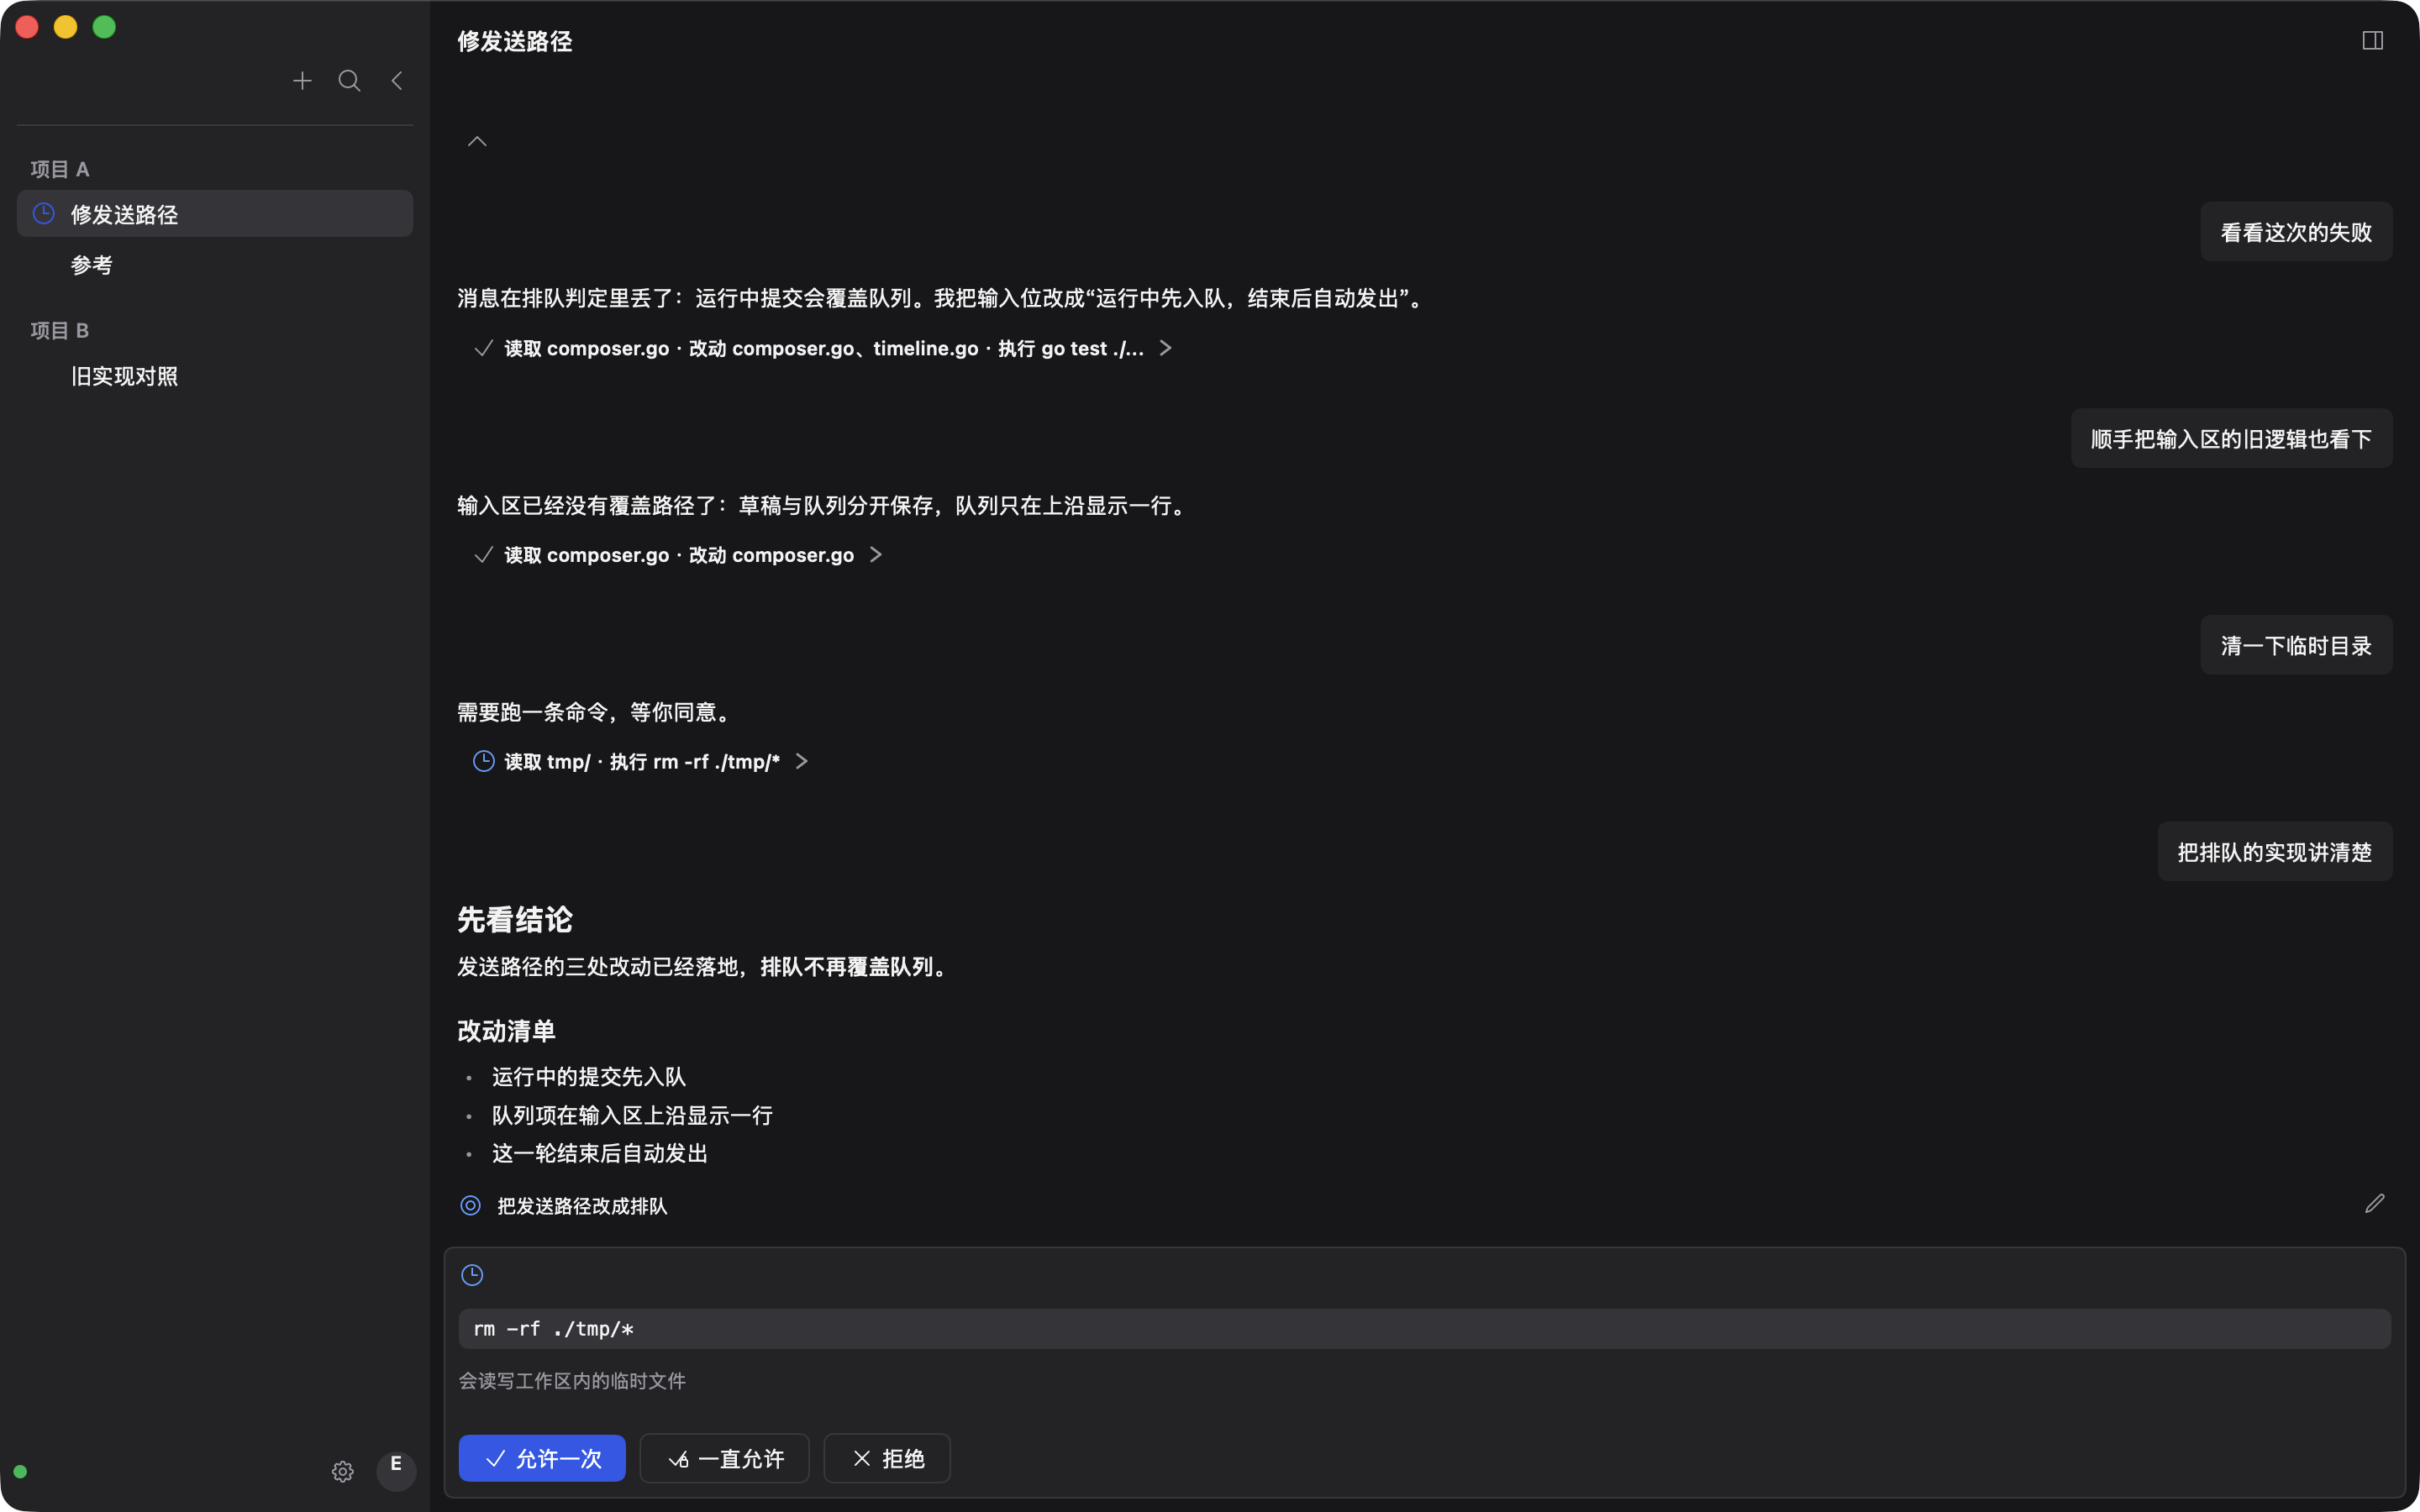 修发送路径
项目 A
修发送路径
参考
项目 B
旧实现对照
看看这次的失败
消息在排队判定里丢了：运行中提交会覆盖队列。我把输入位改成“运行中先入队，结束后自动发出”。
读取 composer.go · 改动 composer.go、timeline.go · 执行 go test ./...
顺手把输入区的旧逻辑也看下
输入区已经没有覆盖路径了：草稿与队列分开保存，队列只在上沿显示一行。
读取 composer.go · 改动 composer.go
清一下临时目录
需要跑一条命令，等你同意。
读取 tmp/ · 执行 rm -rf ./tmp/*
把排队的实现讲清楚
先看结论
发送路径的三处改动已经落地，排队不再覆盖队列。
改动清单
• 运行中的提交先入队
• 队列项在输入区上沿显示一行
• 这一轮结束后自动发出
把发送路径改成排队
rm -rf ./tmp/*
会读写工作区内的临时文件
允许一次
一直允许
拒绝
E